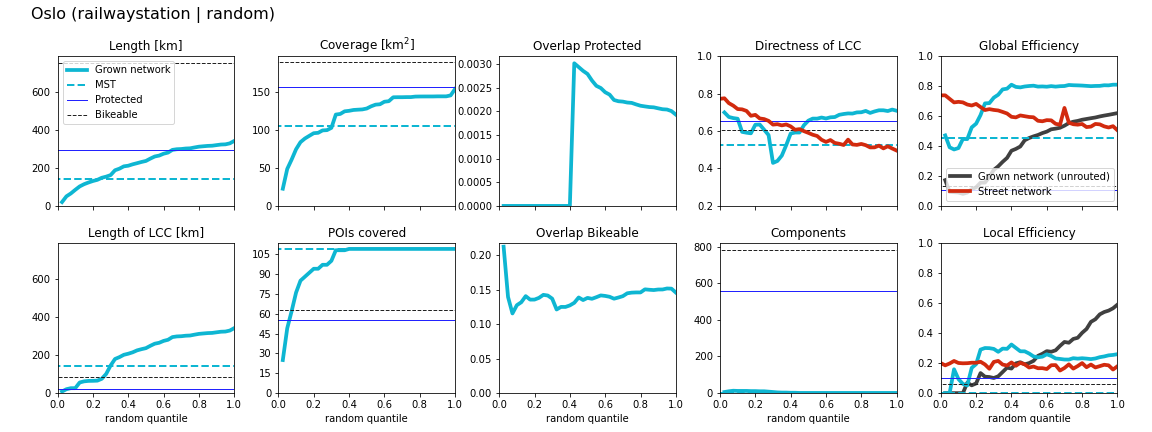 Oslo (railwaystation | random)
Length [km]
Coverage [km²]
Overlap Protected
Directness of LCC
Global Efficiency
600
400
200
0
Grown network
MST
Protected
Bikeable
150
100
50
0
0.0030
0.0025
0.0020
0.0015
0.0010
0.0005
0.0000
1.0
0.8
0.6
0.4
0.2
1.0
0.8
0.6
0.4
0.2
0.0
Grown network (unrouted)
Street network
Length of LCC [km]
POIs covered
Overlap Bikeable
Components
Local Efficiency
600
400
200
0
105
90
75
60
45
30
15
0
0.20
0.15
0.10
0.05
0.00
800
600
400
200
0
1.0
0.8
0.6
0.4
0.2
0.0
0.0 0.2 0.4 0.6 0.8 1.0
0.0 0.2 0.4 0.6 0.8 1.0
0.0 0.2 0.4 0.6 0.8 1.0
0.0 0.2 0.4 0.6 0.8 1.0
0.0 0.2 0.4 0.6 0.8 1.0
random quantile
random quantile
random quantile
random quantile
random quantile